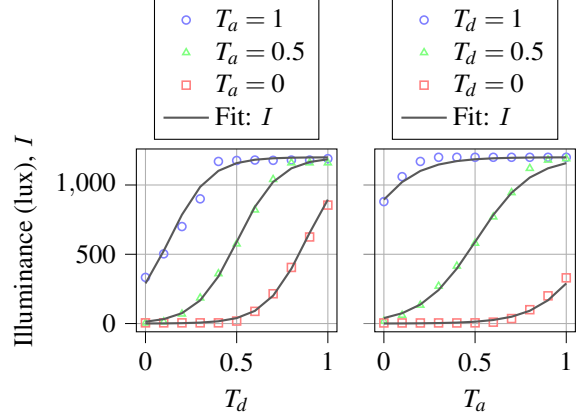 T_a = 1
T_a = 0.5
T_a = 0
Fit: I
T_d = 1
T_d = 0.5
T_d = 0
Fit: I
Illuminance (lux), I
1,000
500
0
0 0.5 1
T_d
0 0.5 1
T_a